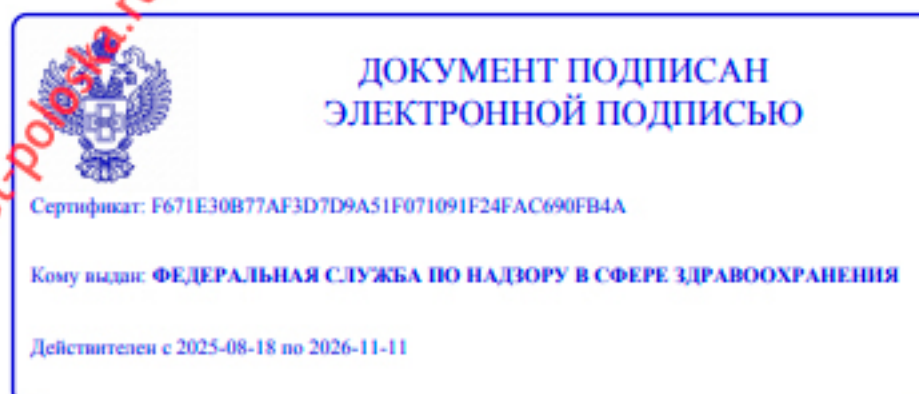 ДОКУМЕНТ ПОДПИСАН
ЭЛЕКТРОННОЙ ПОДПИСЬЮ
Сертификат: F671E30B77AF3D7D9A51F071091F24FAC690FB4A
Кому выдан: ФЕДЕРАЛЬНАЯ СЛУЖБА ПО НАДЗОРУ В СФЕРЕ ЗДРАВООХРАНЕНИЯ
Действителен с 2025-08-18 по 2026-11-11